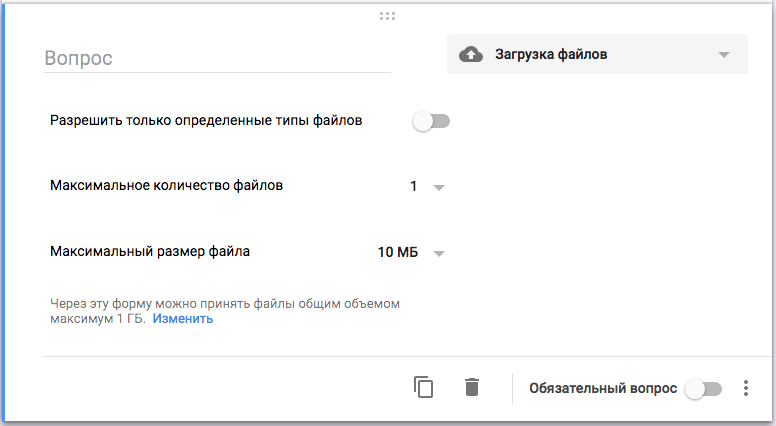 Вопрос
Загрузка файлов
Разрешить только определенные типы файлов
Максимальное количество файлов
1
Максимальный размер файла
10 МБ
Через эту форму можно принять файлы общим объемом
максимум 1 ГБ. Изменить
Обязательный вопрос